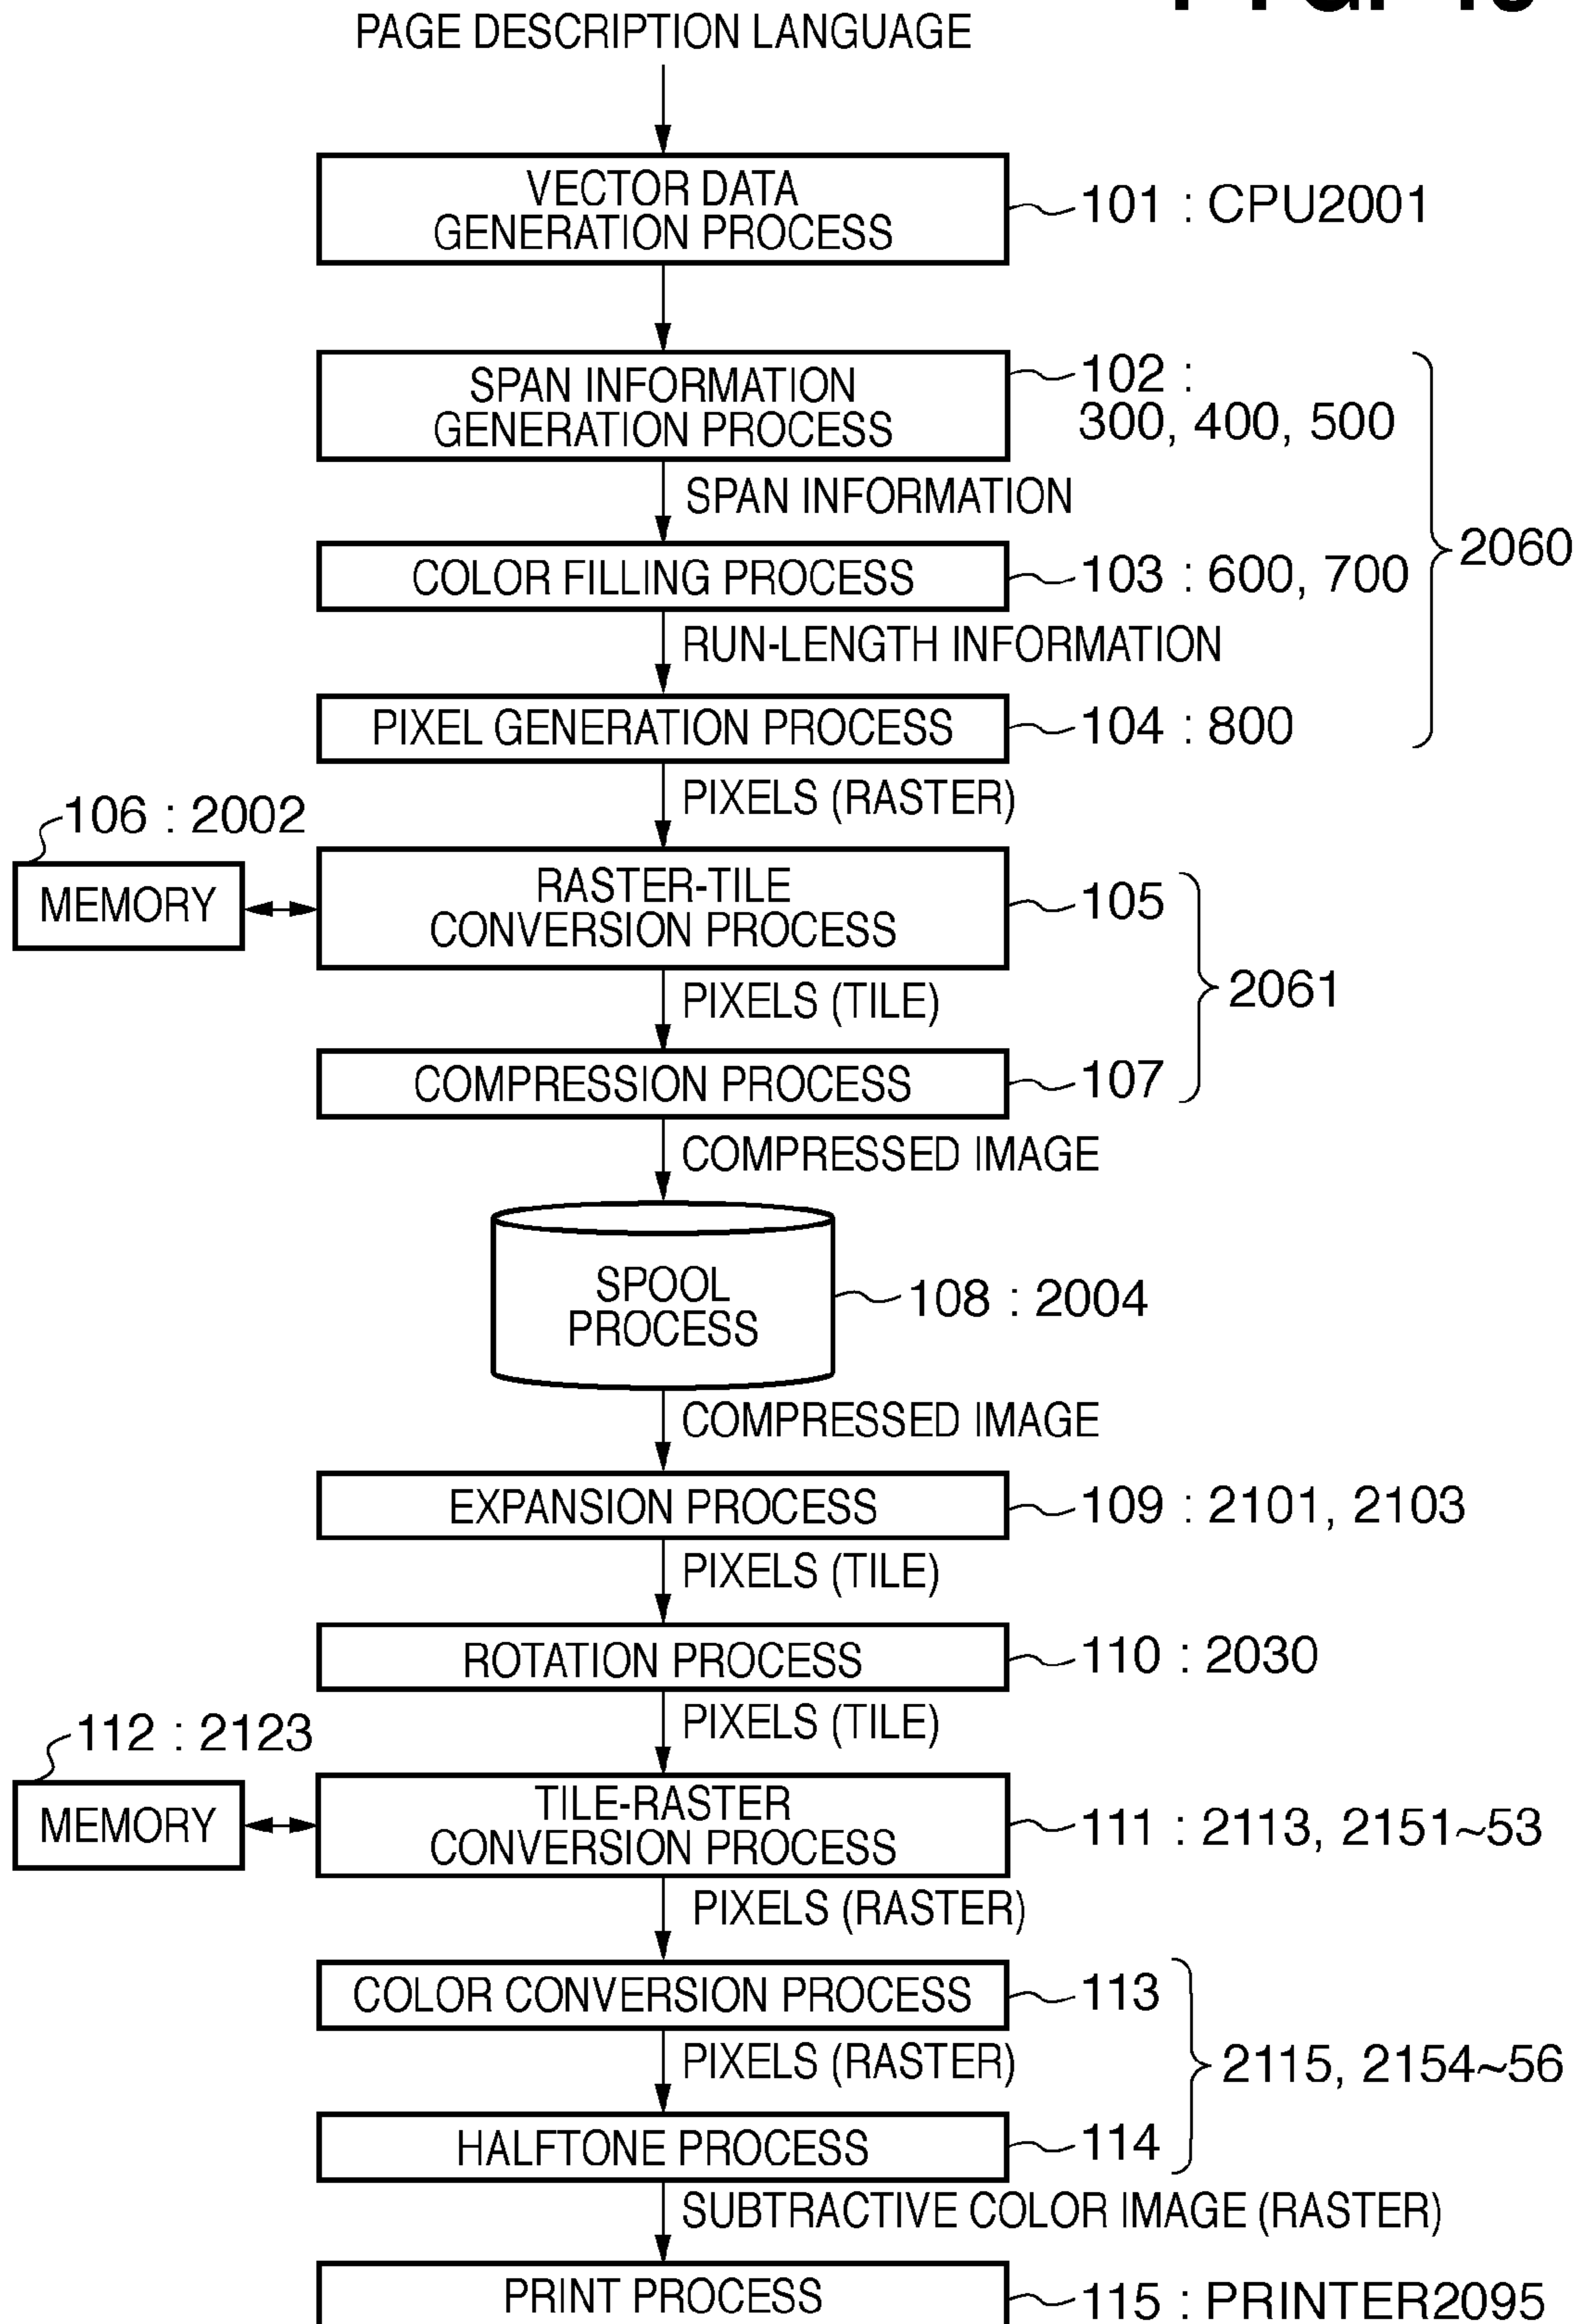 PAGE DESCRIPTION LANGUAGE
VECTOR DATA
GENERATION PROCESS
101 : CPU2001
SPAN INFORMATION
GENERATION PROCESS
102 :
300, 400, 500
SPAN INFORMATION
2060
COLOR FILLING PROCESS
103 : 600, 700
RUN-LENGTH INFORMATION
PIXEL GENERATION PROCESS
104 : 800
PIXELS (RASTER)
106 : 2002
MEMORY
RASTER-TILE
CONVERSION PROCESS
105
PIXELS (TILE)
2061
COMPRESSION PROCESS
107
COMPRESSED IMAGE
SPOOL
PROCESS
108 : 2004
COMPRESSED IMAGE
EXPANSION PROCESS
109 : 2101, 2103
PIXELS (TILE)
ROTATION PROCESS
110 : 2030
PIXELS (TILE)
112 : 2123
MEMORY
TILE-RASTER
CONVERSION PROCESS
111 : 2113, 2151~53
PIXELS (RASTER)
COLOR CONVERSION PROCESS
113
PIXELS (RASTER)
2115, 2154~56
HALFTONE PROCESS
114
SUBTRACTIVE COLOR IMAGE (RASTER)
PRINT PROCESS
115 : PRINTER2095